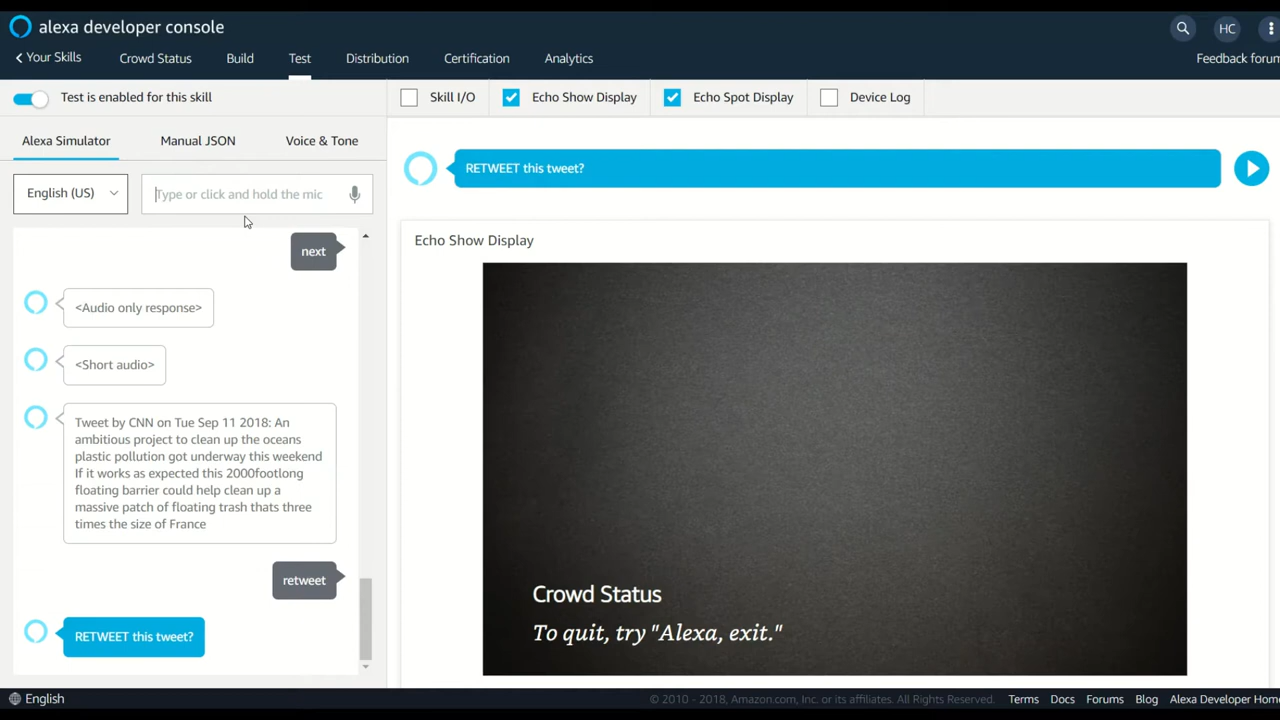 alexa developer console
HC
Your Skills
Crowd Status
Build
Test
Distribution
Certification
Analytics
Feedback forum
Test is enabled for this skill
Skill I/O
Echo Show Display
Echo Spot Display
Device Log
Alexa Simulator
Manual JSON
Voice & Tone
RETWEET this tweet?
English (US)
Type or click and hold the mic
Echo Show Display
next
<Audio only response>
<Short audio>
Tweet by CNN on Tue Sep 11 2018: An
ambitious project to clean up the oceans
plastic pollution got underway this weekend
If it works as expected this 2000footlong
floating barrier could help clean up a
massive patch of floating trash thats three
times the size of France
retweet
RETWEET this tweet?
Crowd Status
To quit, try "Alexa, exit."
English
© 2010 - 2018, Amazon.com, Inc. or its affiliates. All Rights Reserved.
Terms
Docs
Forums
Blog
Alexa Developer Hom